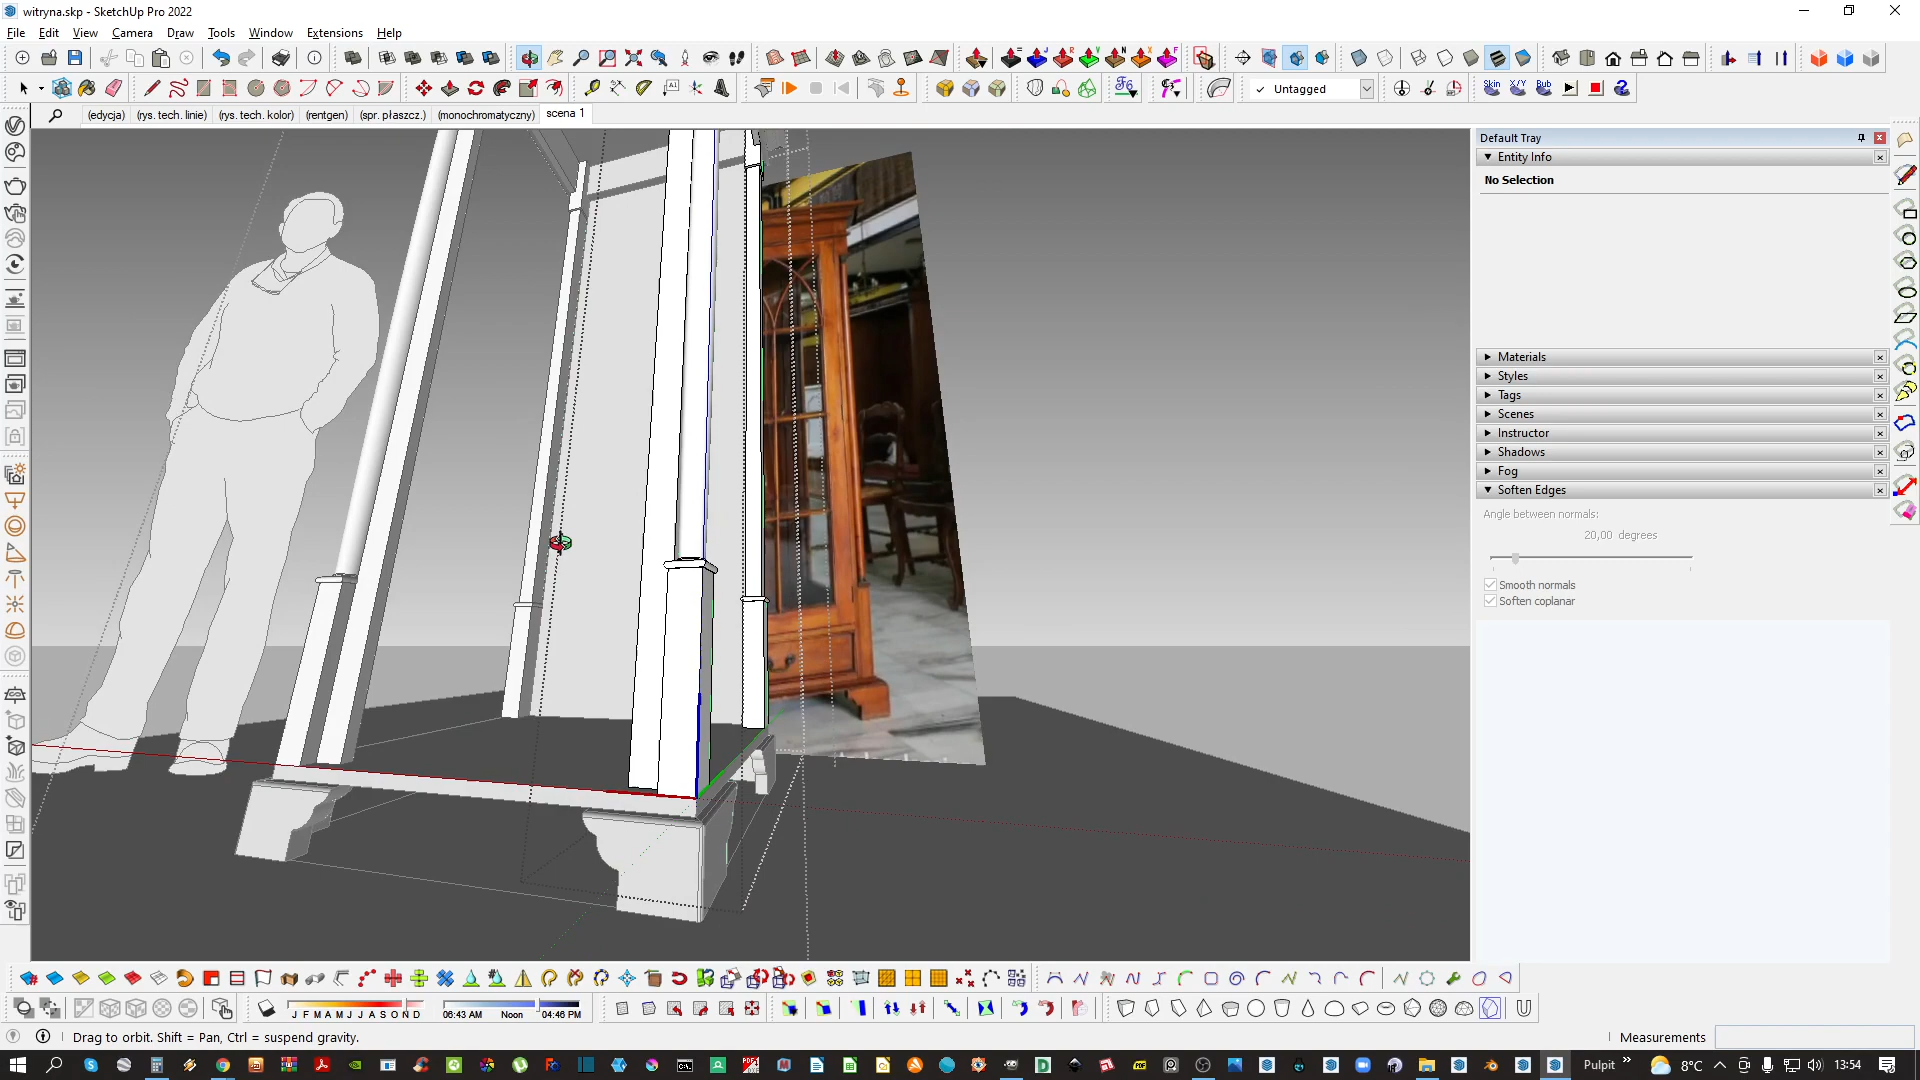 witryna.skp - SketchUp Pro 2022
File Edit View Camera Draw Tools Window Extensions Help
Untagged
Skin X/Y Bub
(edycja) (rys. tech. linie) (rys. tech. kolor) (rentgen) (spr. płaszcz.) (monochromatyczny) scena 1
Default Tray
Entity Info
No Selection
Materials
Styles
Tags
Scenes
Instructor
Shadows
Fog
Soften Edges
Angle between normals:
20,00 degrees
Smooth normals
Soften coplanar
J F M A M J J A S O N D 06:43 AM Noon 04:46 PM
Drag to orbit. Shift = Pan, Ctrl = suspend gravity.
Measurements
Pulpit
8°C
13:54